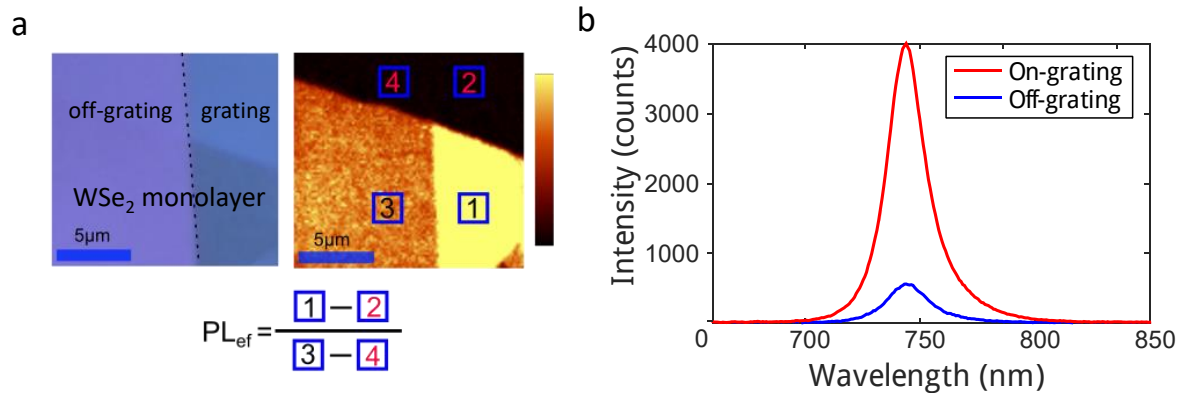 a
off-grating grating
WSe₂ monolayer
5μm
4 2
3 1
5μm
PLef = 1 − 2
3 − 4
b
Intensity (counts)
4000
3000
2000
1000
On-grating
Off-grating
0 700 750 800 850
Wavelength (nm)